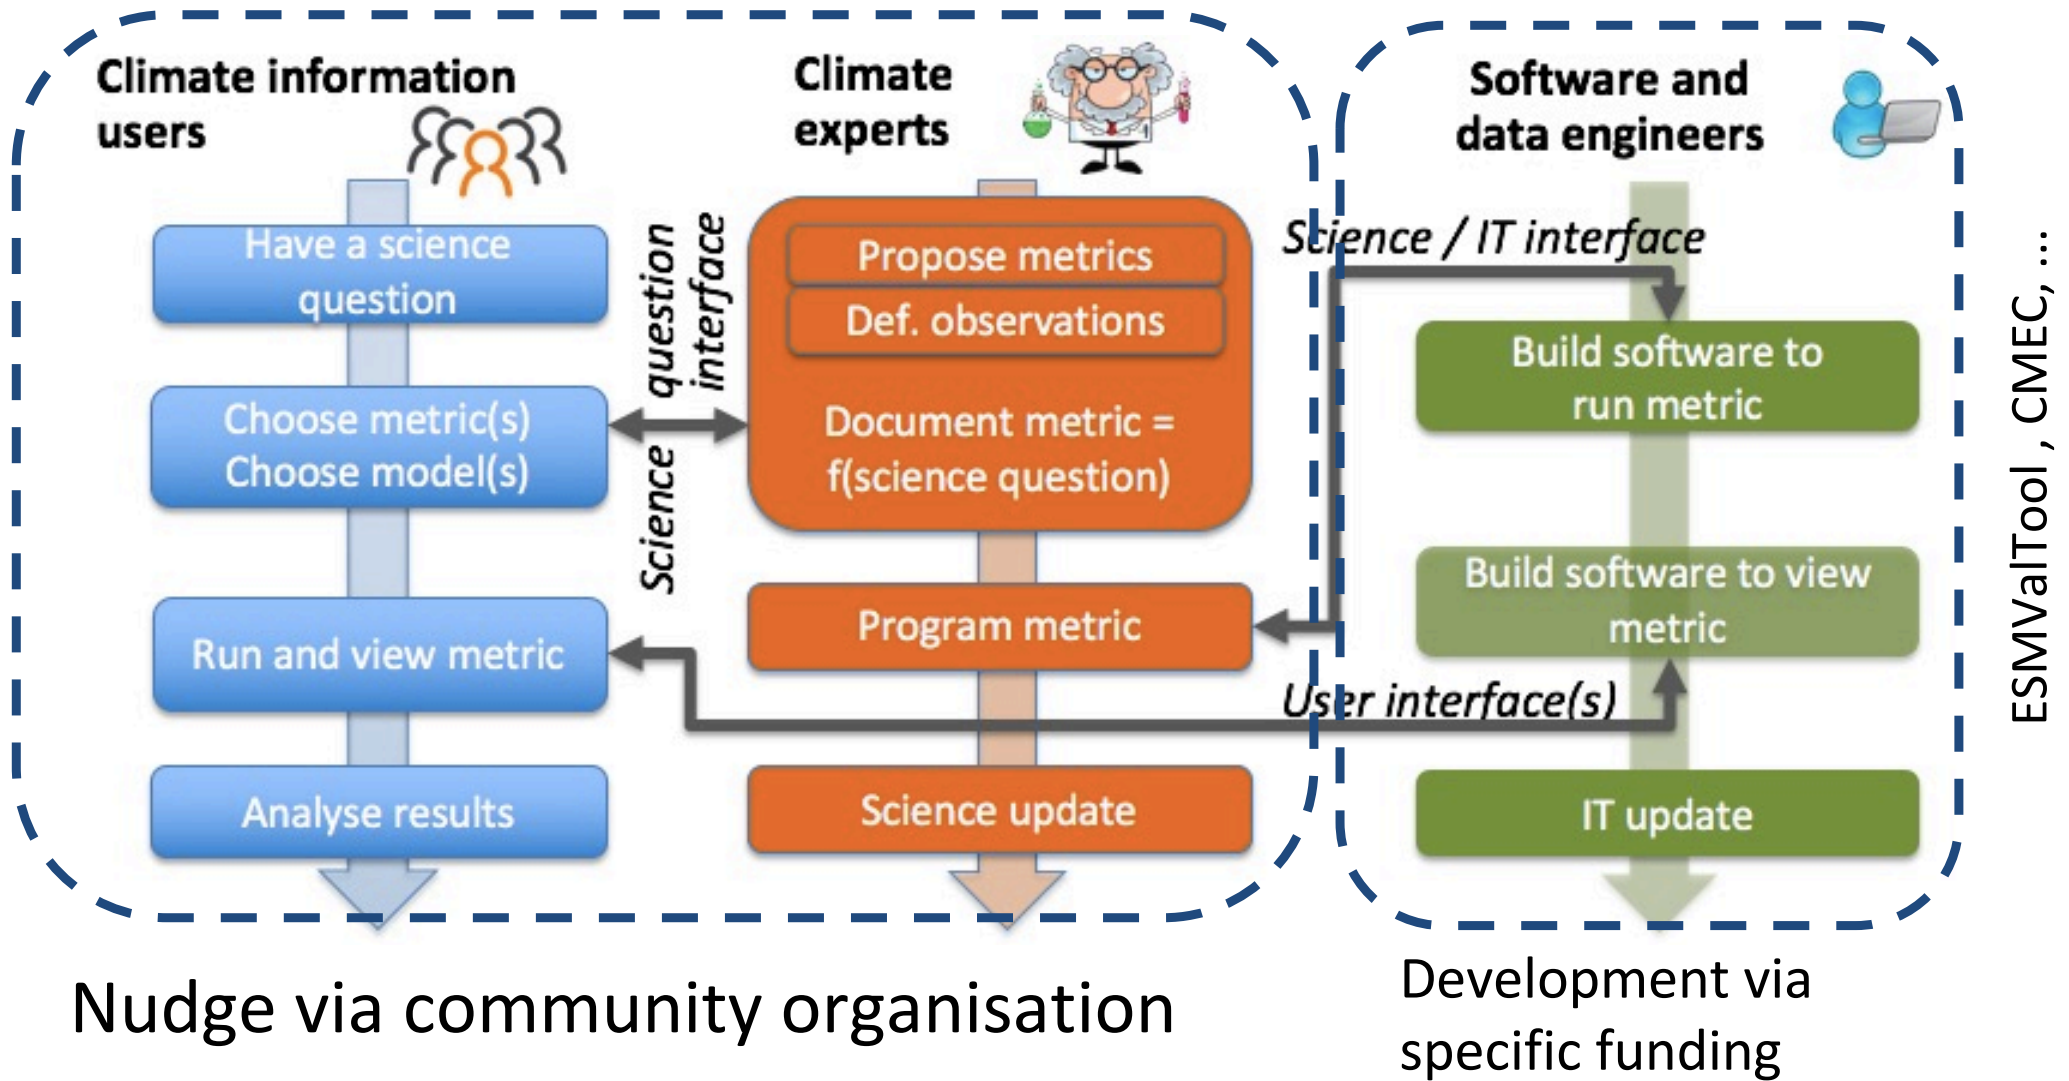 Climate information
users
Have a science
question
Choose metric(s)
Choose model(s)
Run and view metric
Analyse results
Science question
interface
Climate
experts
Propose metrics
Def. observations
Document metric =
f(science question)
Program metric
Science update
Science / IT interface
User interface(s)
Software and
data engineers
Build software to
run metric
Build software to view
metric
IT update
ESMValTool , CMEC, ...
Nudge via community organisation
Development via
specific funding